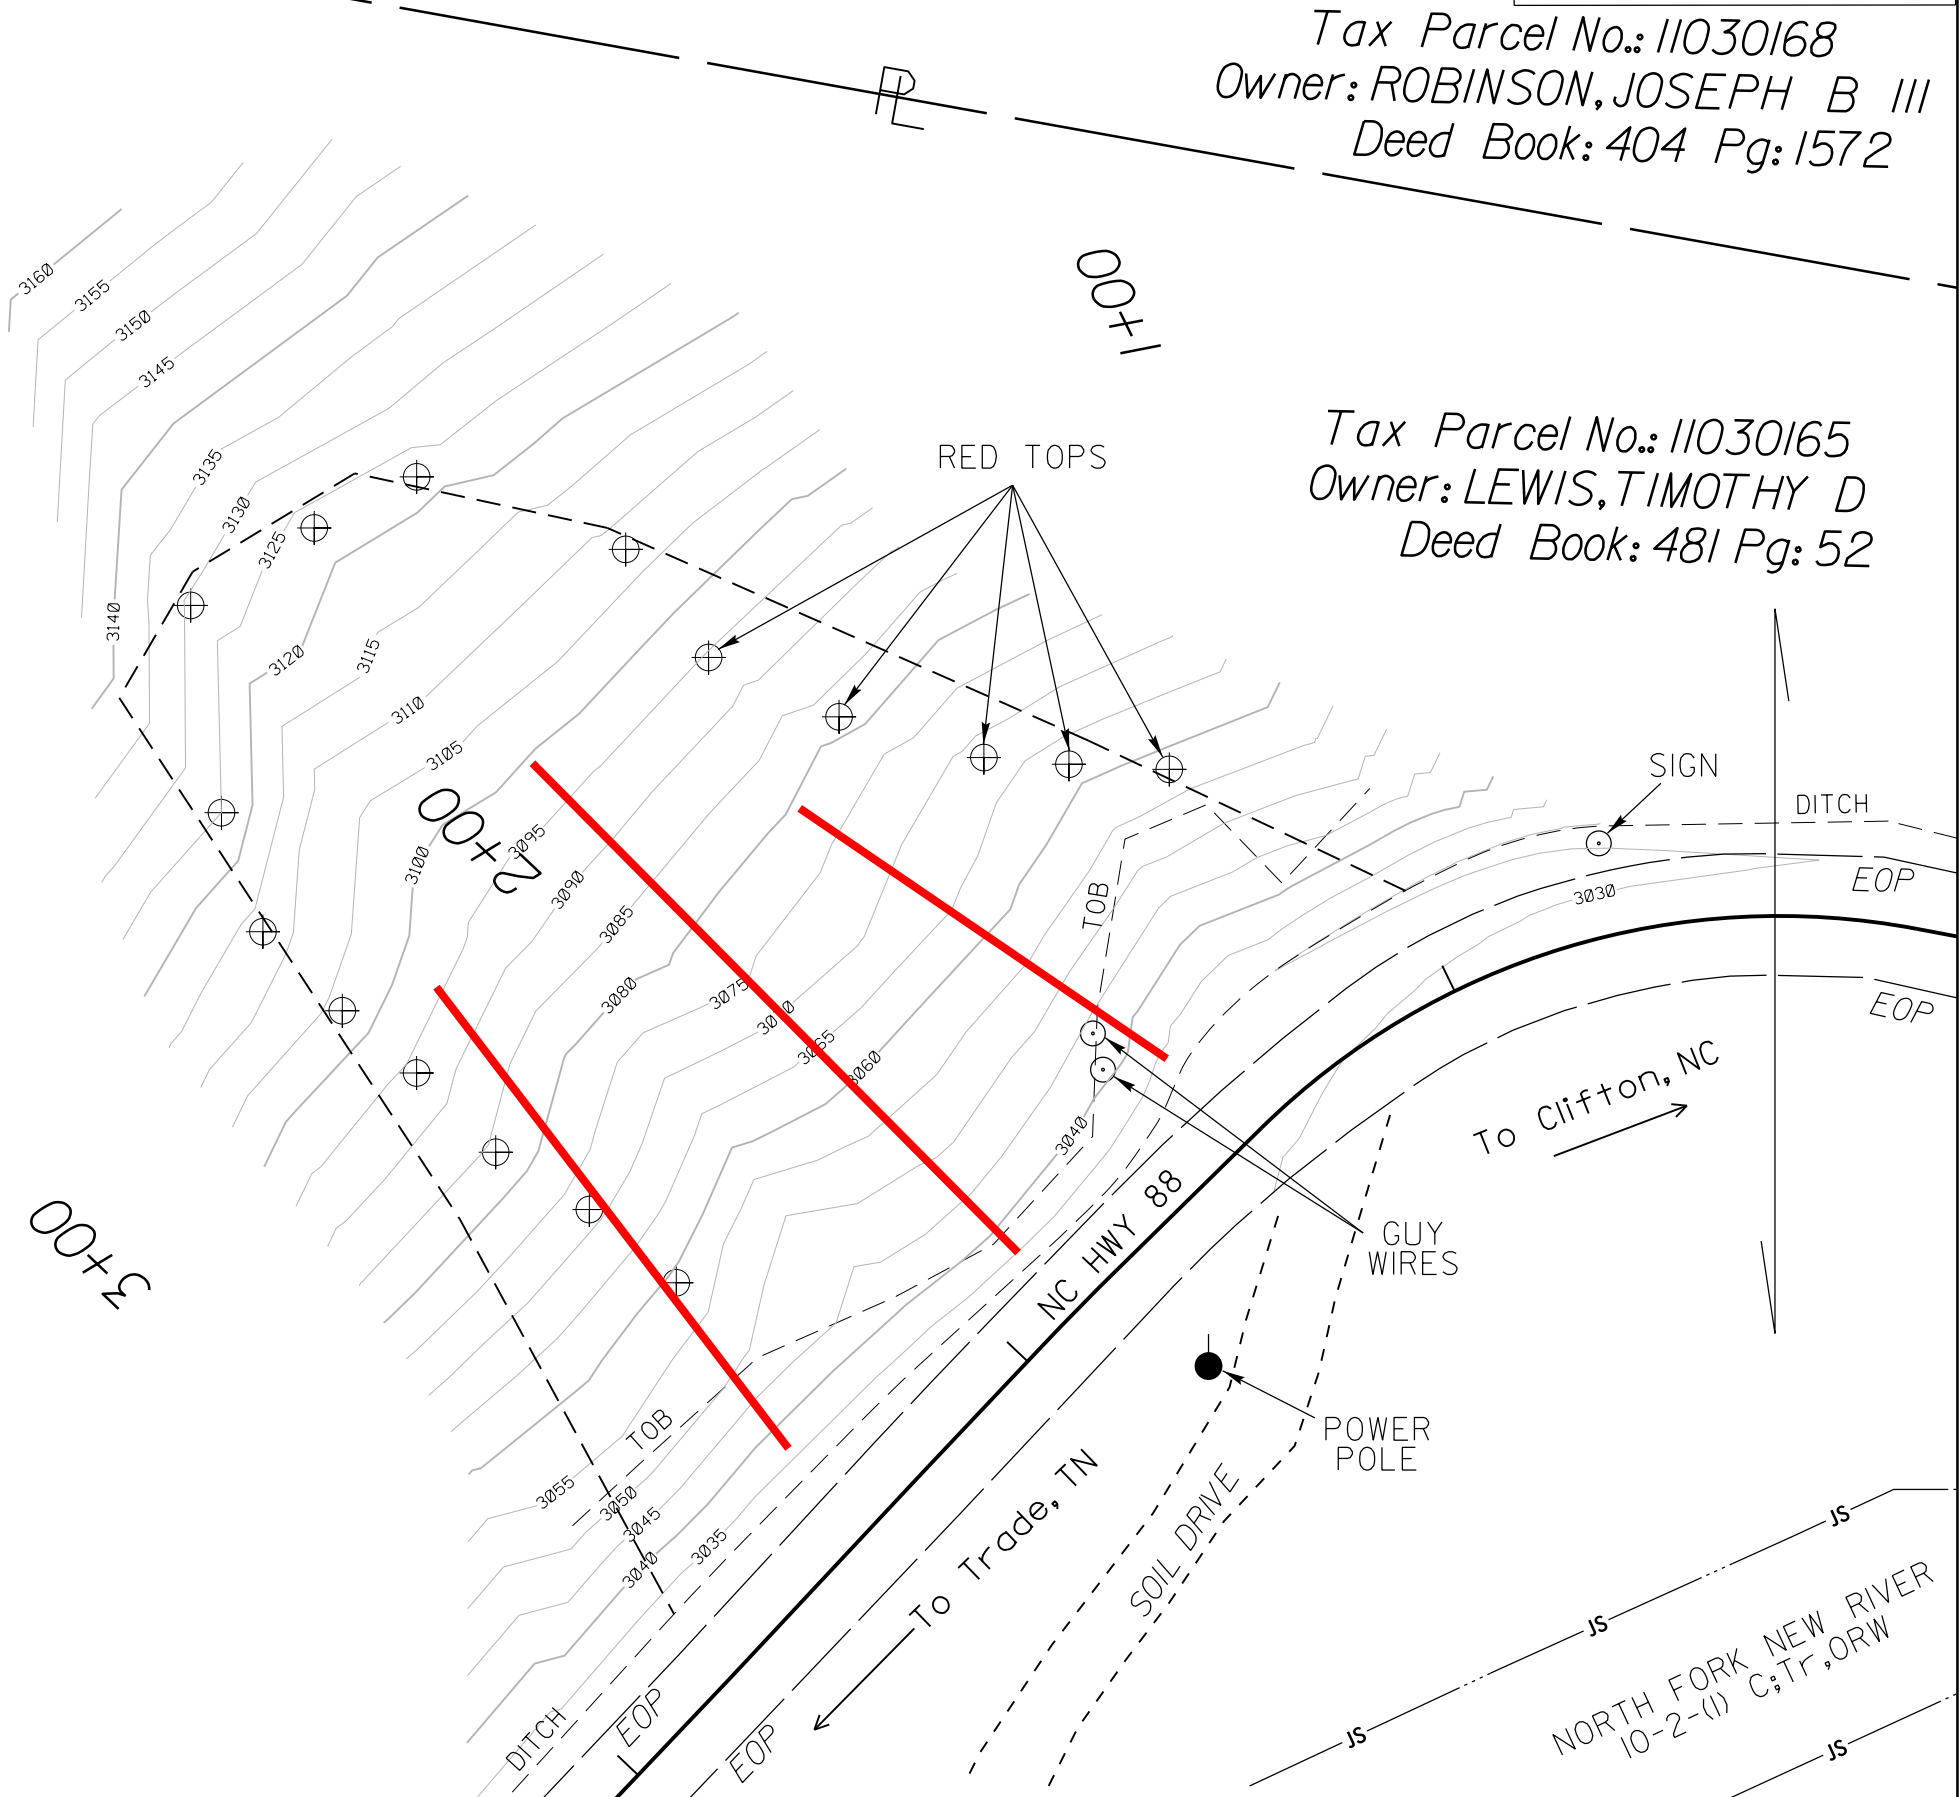 Tax Parcel No.: 11030168
Owner: ROBINSON, JOSEPH B III
Deed Book: 404 Pg: 1572
PL
1+00
3160
3155
3150
3145
RED TOPS
Tax Parcel No.: 11030165
Owner: LEWIS, TIMOTHY D
Deed Book: 481 Pg: 52
3135
3130
3125
3140
3120
3115
3110
3105
SIGN
DITCH
2+00
3095
3100
3090
3085
TOB
EOP
3030
EOP
3080
3075
3065
3060
3040
To Clifton, NC
3+00
NC HWY 88
GUY
WIRES
POWER
POLE
TOB
3055
3050
3045
3040
3035
To Trade, TN
SOIL DRIVE
JS
JS
JS
JS
NORTH FORK NEW RIVER
10-2-(1) C;Tr,ORW
DITCH
EOP
EOP